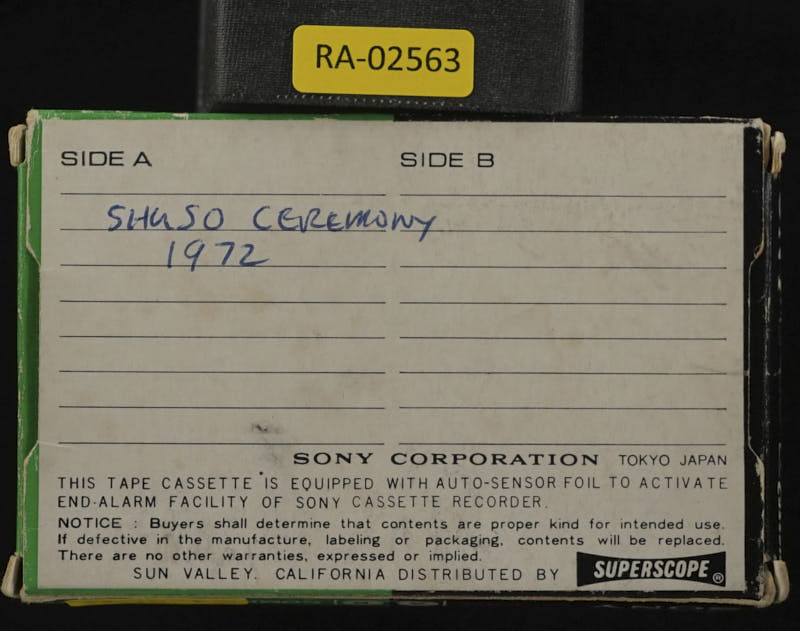 RA-02563
SIDE A
SIDE B
SHUSO CEREMONY
1972
SONY CORPORATION TOKYO JAPAN
THIS TAPE CASSETTE IS EQUIPPED WITH AUTO-SENSOR FOIL TO ACTIVATE
END-ALARM FACILITY OF SONY CASSETTE RECORDER.
NOTICE : Buyers shall determine that contents are proper kind for intended use.
If defective in the manufacture, labeling or packaging, contents will be replaced.
There are no other warranties, expressed or implied.
SUN VALLEY. CALIFORNIA DISTRIBUTED BY SUPERSCOPE®